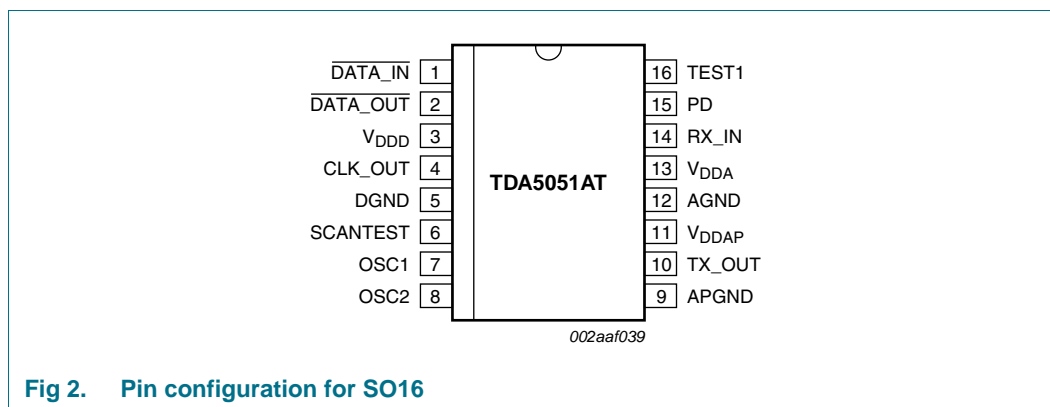 DATA_IN 1
DATA_OUT 2
VDDD 3
CLK_OUT 4
DGND 5
SCANTEST 6
OSC1 7
OSC2 8
TDA5051AT
16 TEST1
15 PD
14 RX_IN
13 VDDA
12 AGND
11 VDDAP
10 TX_OUT
9 APGND
002aaf039
Fig 2. Pin configuration for SO16